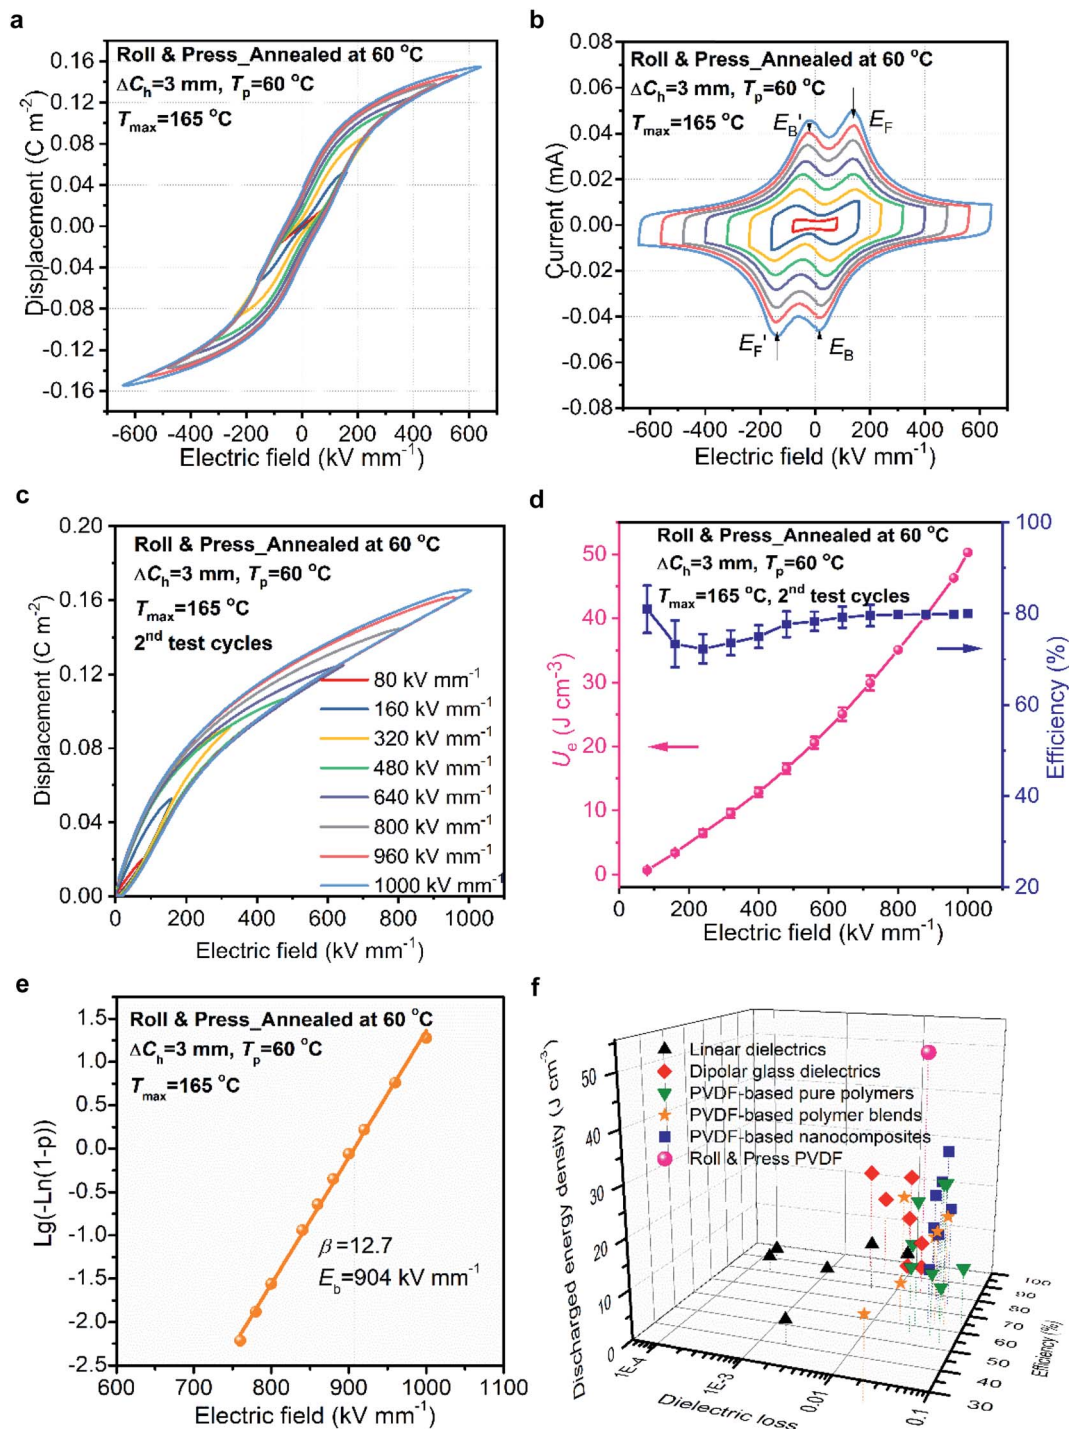 a
Roll & Press_Annealed at 60 °C
ΔCh=3 mm, Tp=60 °C
Tmax=165 °C
Displacement (C m-2)
0.16
0.12
0.08
0.04
0.00
-0.04
-0.08
-0.12
-0.16
-600 -400 -200 0 200 400 600
Electric field (kV mm-1)
b
Roll & Press_Annealed at 60 °C
ΔCh=3 mm, Tp=60 °C
Tmax=165 °C
EB' EF
EF' EB
Current (mA)
0.08
0.06
0.04
0.02
0.00
-0.02
-0.04
-0.06
-0.08
-600 -400 -200 0 200 400 600
Electric field (kV mm-1)
c
Roll & Press_Annealed at 60 °C
ΔCh=3 mm, Tp=60 °C
Tmax=165 °C
2nd test cycles
80 kV mm-1
160 kV mm-1
320 kV mm-1
480 kV mm-1
640 kV mm-1
800 kV mm-1
960 kV mm-1
1000 kV mm-1
Displacement (C m-2)
0.20
0.16
0.12
0.08
0.04
0.00
0 200 400 600 800 1000
Electric field (kV mm-1)
d
Roll & Press_Annealed at 60 °C
ΔCh=3 mm, Tp=60 °C
Tmax=165 °C, 2nd test cycles
Ue (J cm-3)
50
40
30
20
10
0
Efficiency (%)
100
80
60
40
20
0 200 400 600 800 1000
Electric field (kV mm-1)
e
Roll & Press_Annealed at 60 °C
ΔCh=3 mm, Tp=60 °C
Tmax=165 °C
β=12.7
Eb=904 kV mm-1
Lg(-Ln(1-p))
1.5
1.0
0.5
0.0
-0.5
-1.0
-1.5
-2.0
-2.5
600 700 800 900 1000 1100
Electric field (kV mm-1)
f
Linear dielectrics
Dipolar glass dielectrics
PVDF-based pure polymers
PVDF-based polymer blends
PVDF-based nanocomposites
Roll & Press PVDF
Discharged energy density (J cm-3)
50
40
30
20
10
0
1E-4 1E-3 0.01 0.1
Dielectric loss
100
90
80
70
60
50
40
30
Efficiency (%)